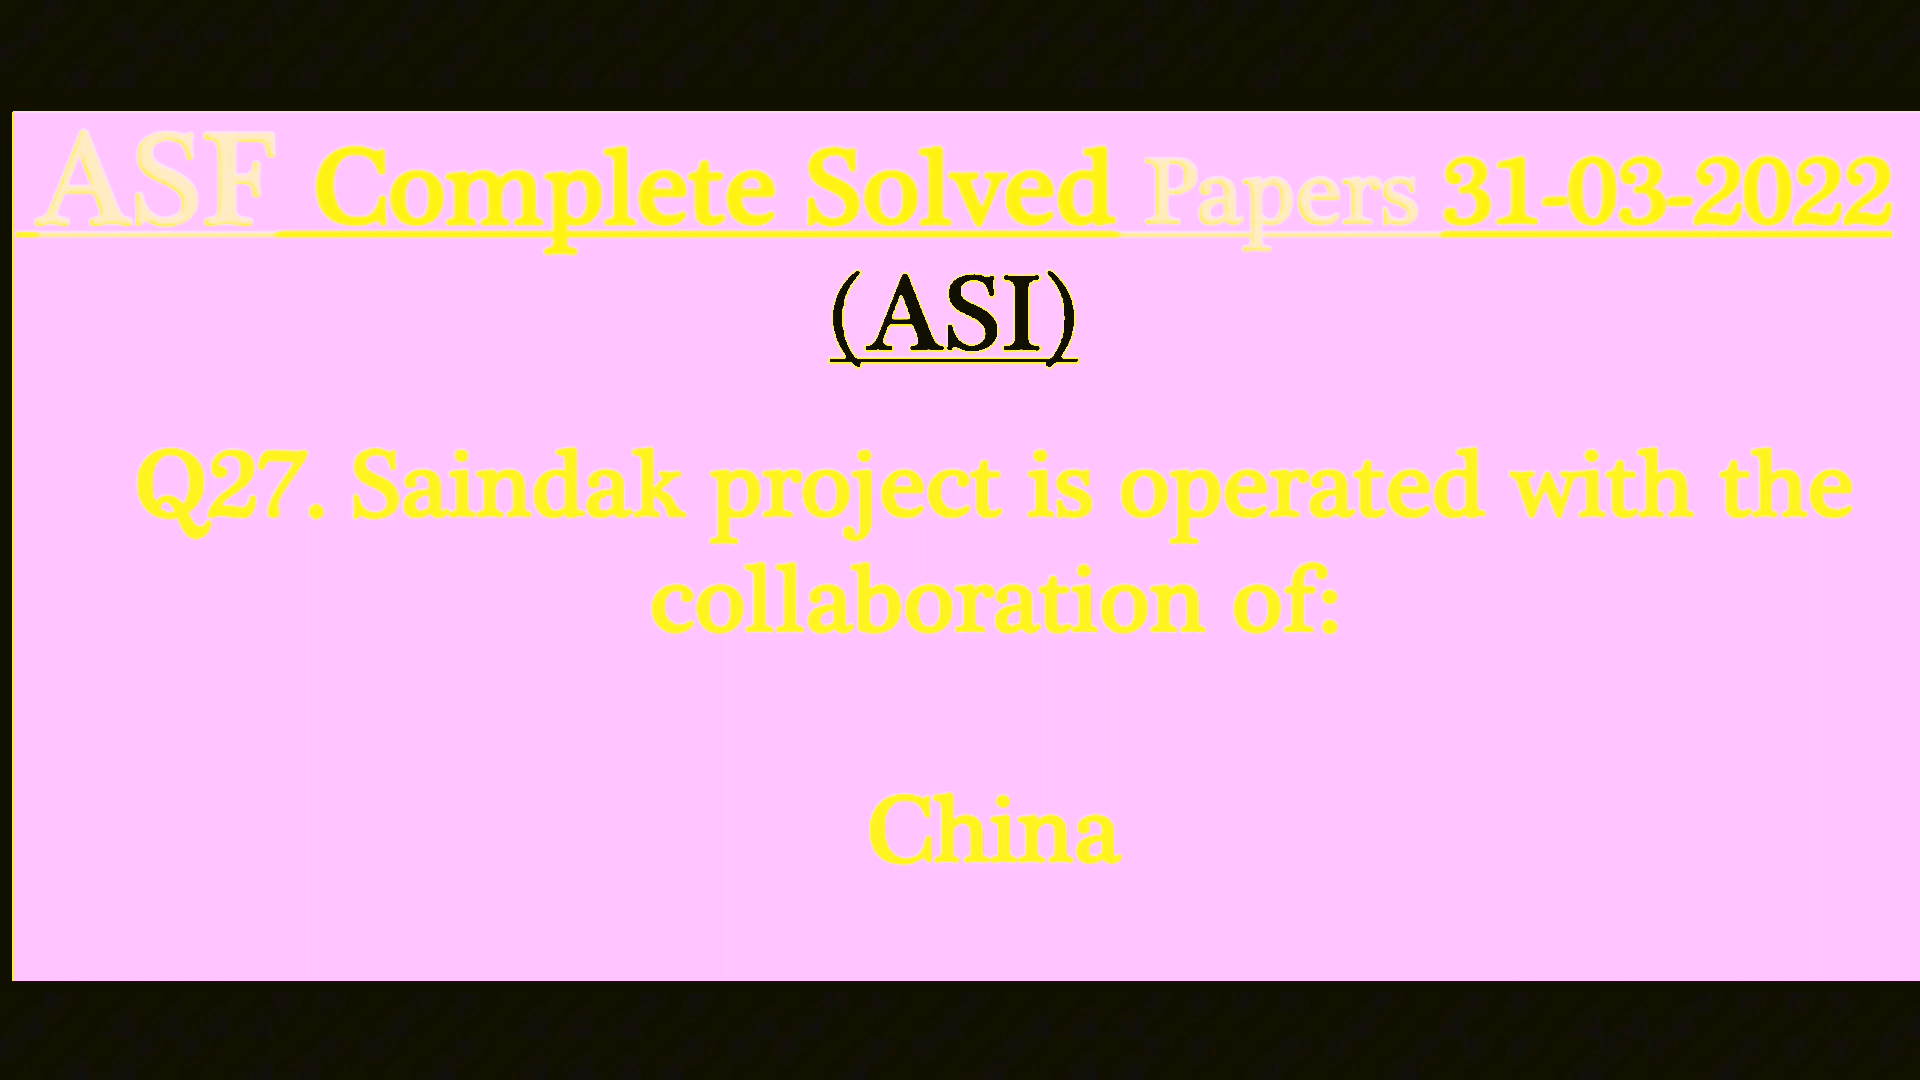 ASF Complete Solved Papers 31-03-2022
(ASI)
Q27. Saindak project is operated with the
collaboration of:
China